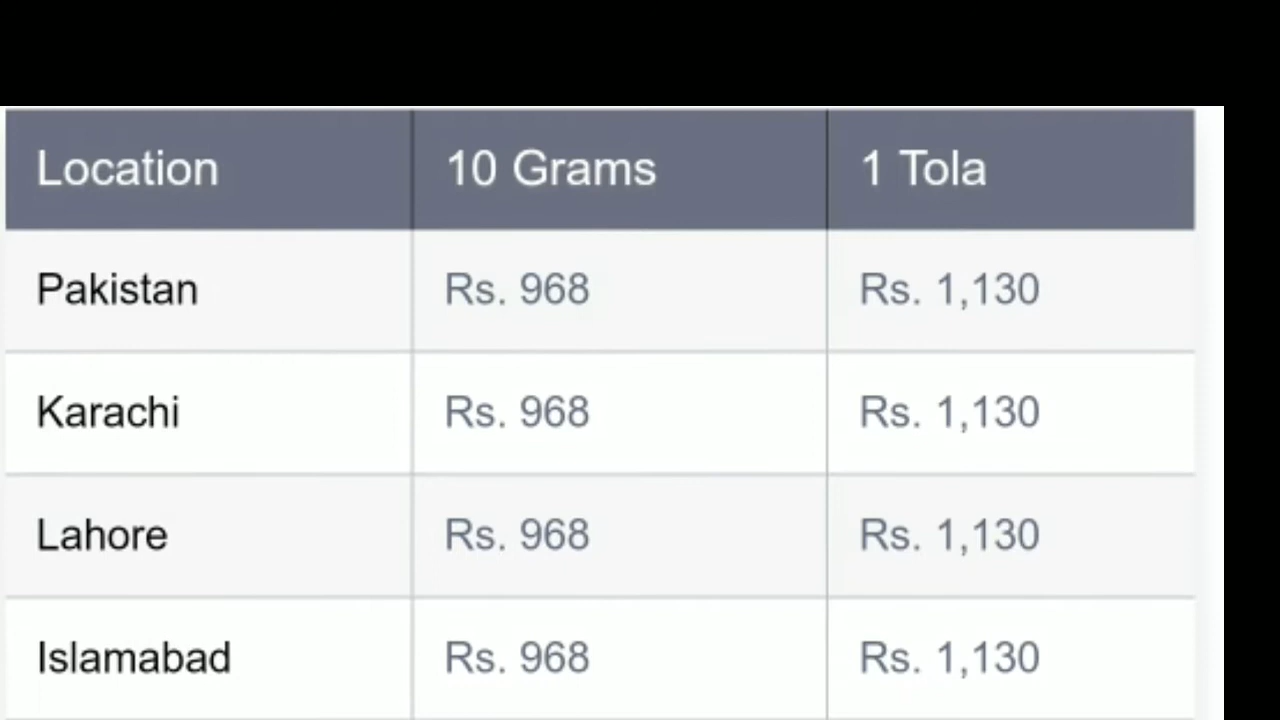 Location 10 Grams 1 Tola
Pakistan Rs. 968 Rs. 1,130
Karachi Rs. 968 Rs. 1,130
Lahore Rs. 968 Rs. 1,130
Islamabad Rs. 968 Rs. 1,130